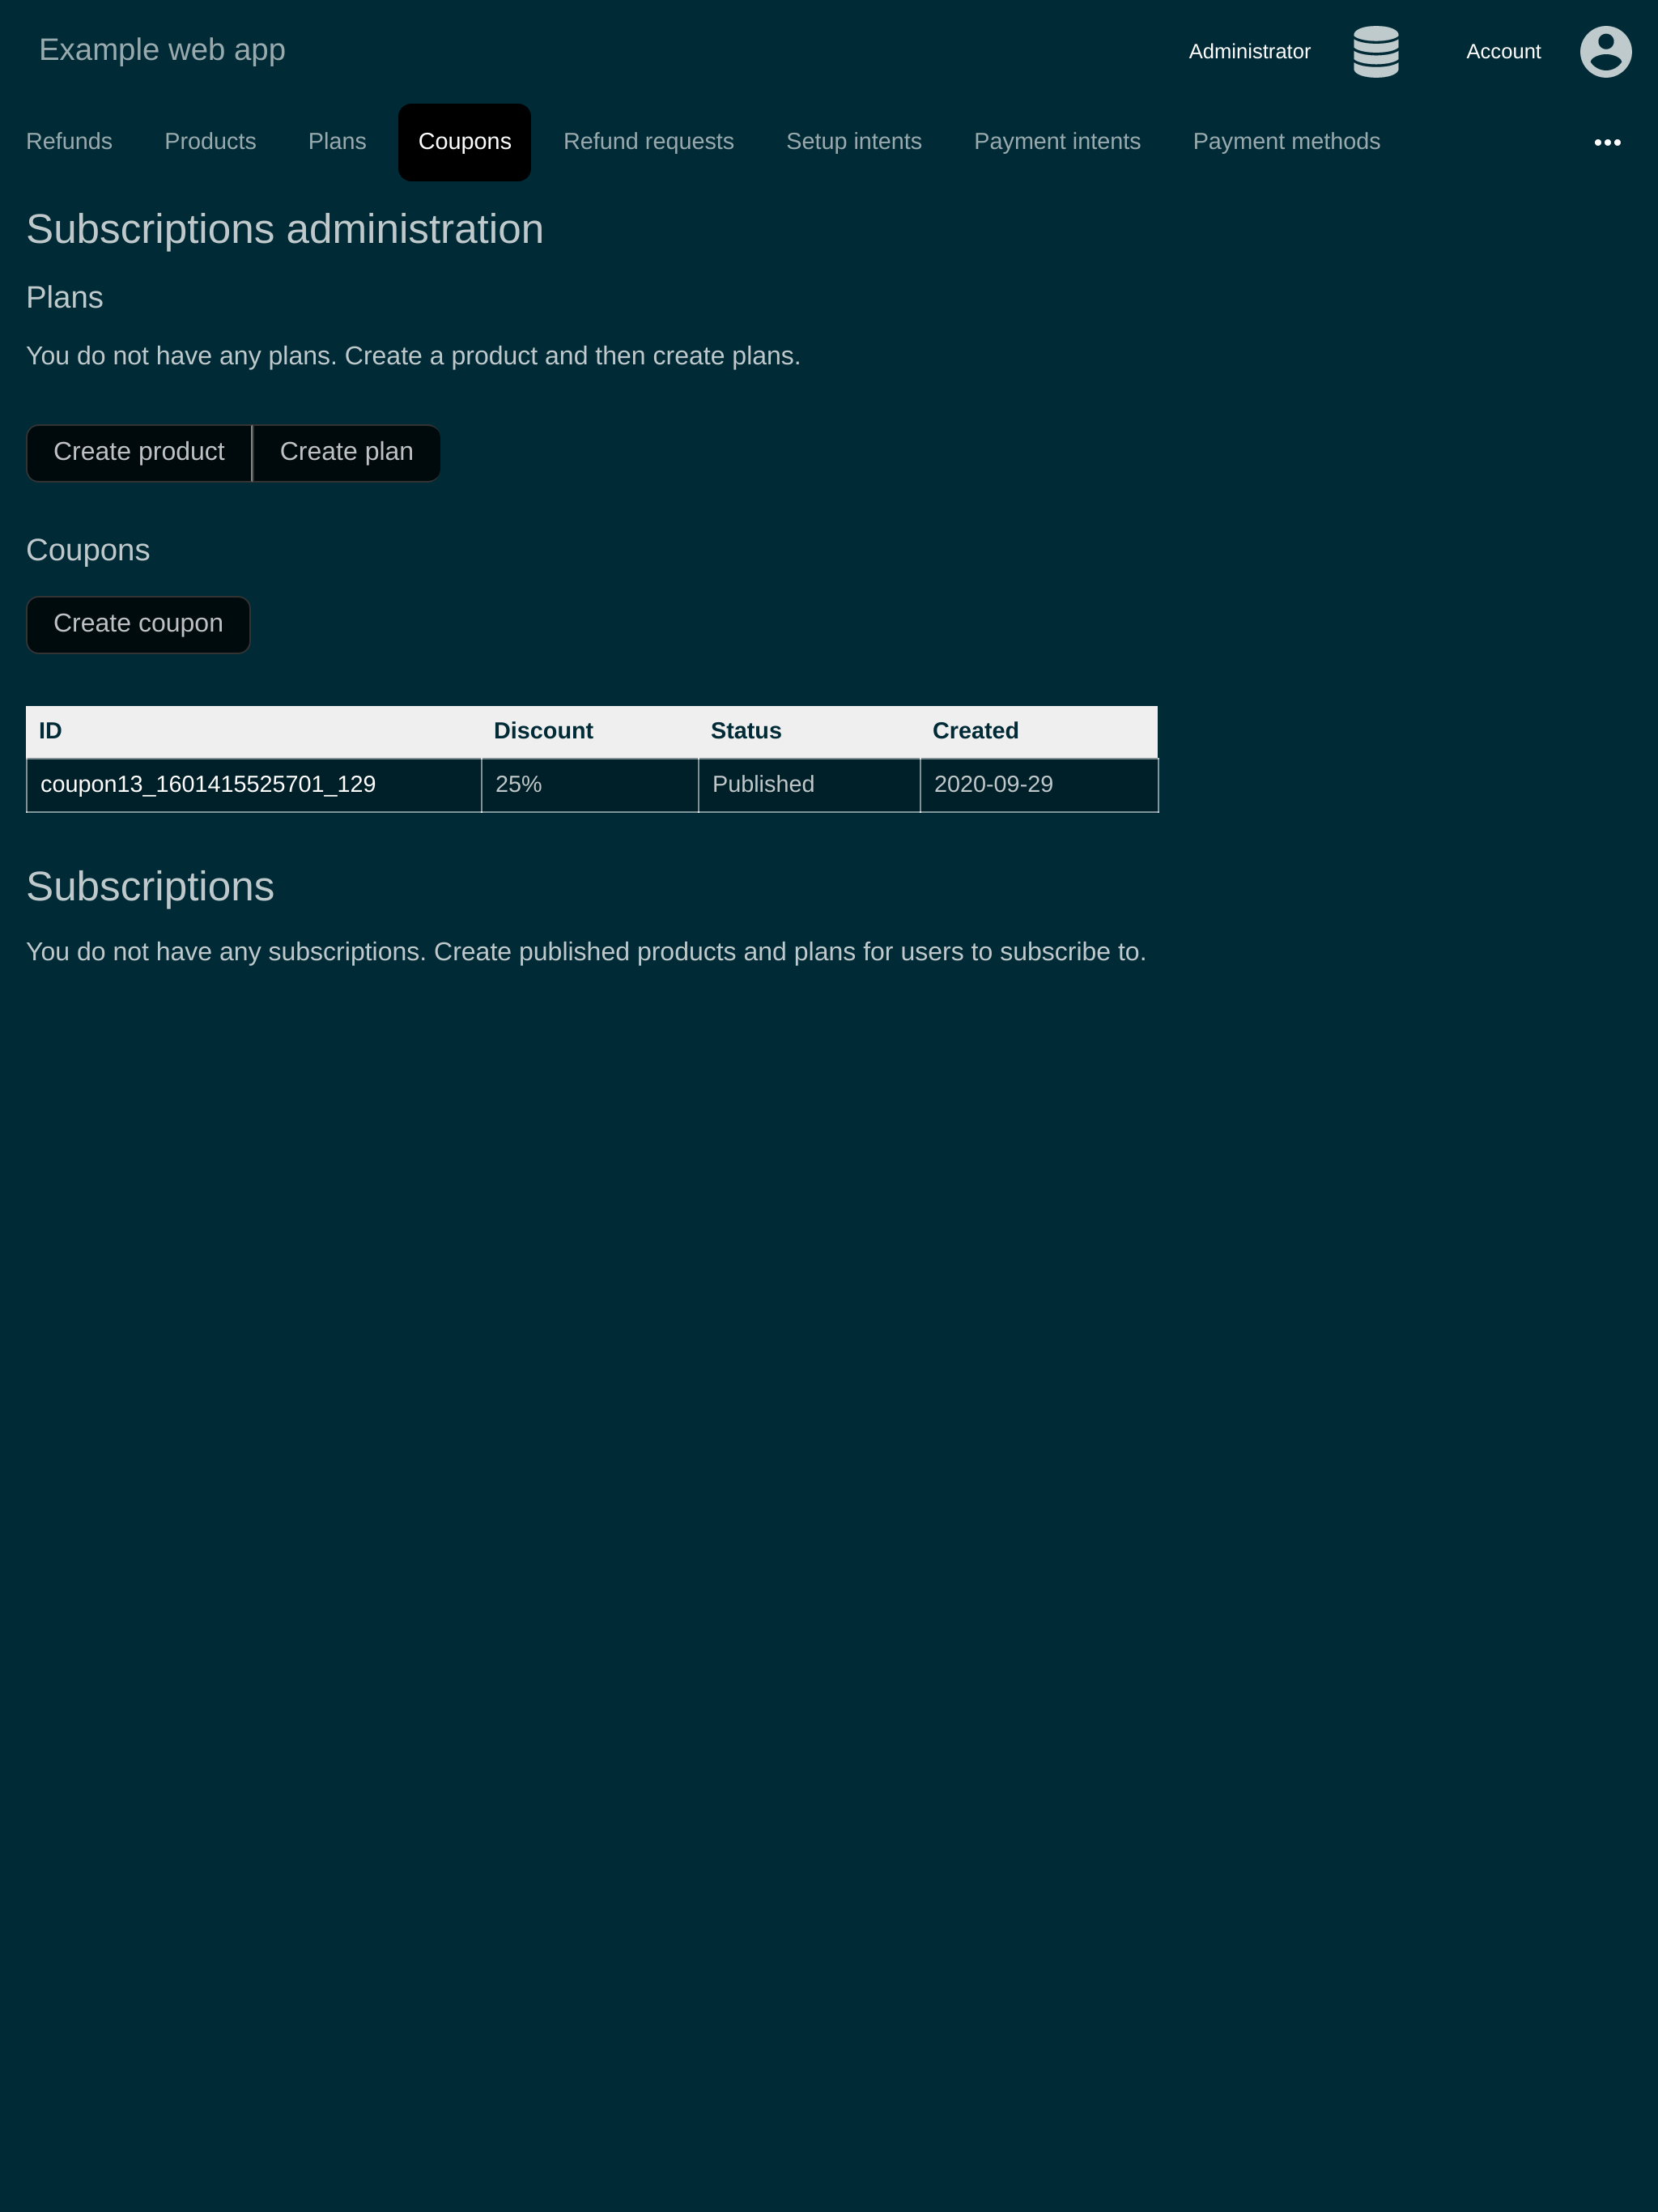 Example web app
Administrator
Account
Refunds Products Plans Coupons Refund requests Setup intents Payment intents Payment methods
Subscriptions administration
Plans
You do not have any plans. Create a product and then create plans.
Create product Create plan
Coupons
Create coupon
ID Discount Status Created
coupon13_1601415525701_129 25% Published 2020-09-29
Subscriptions
You do not have any subscriptions. Create published products and plans for users to subscribe to.